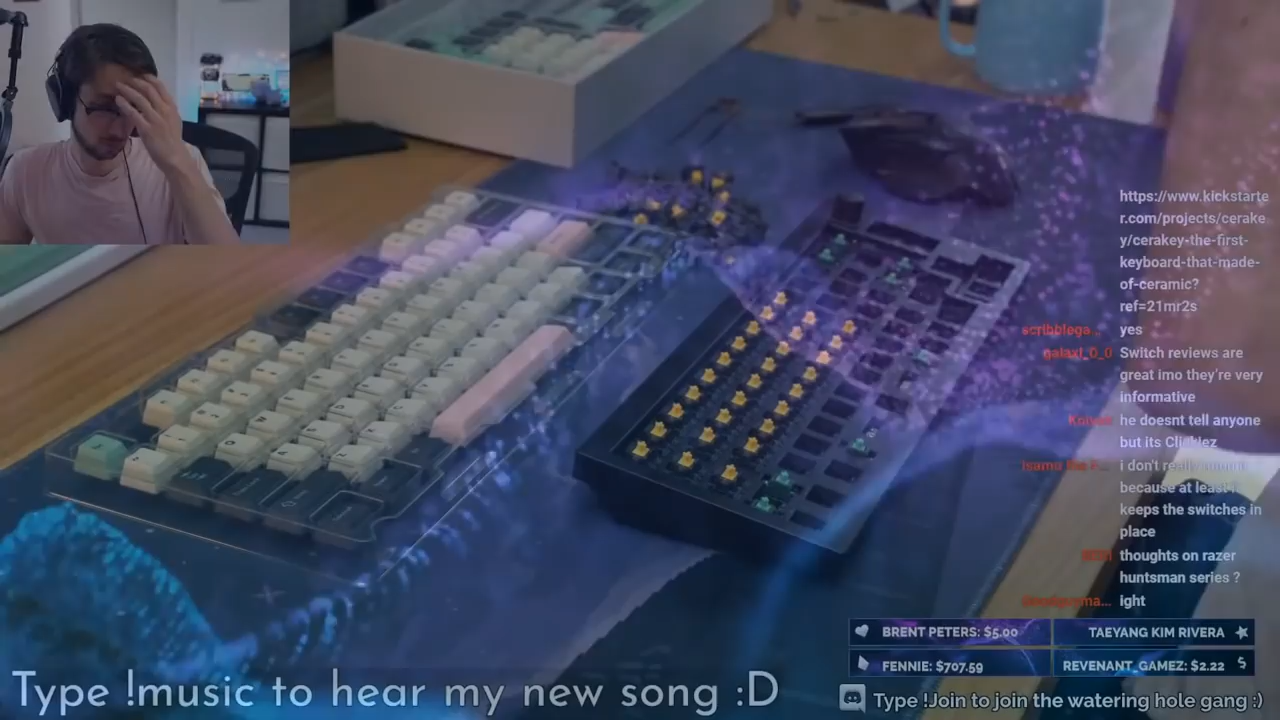 https://www.kickstarte
r.com/projects/cerake
y/cerakey-the-first-
keyboard-that-made-
of-ceramic?
ref=21mr2s
yes
galaxl_0_0 Switch reviews are
great imo they're very
informative
he doesnt tell anyone
but its Clickiez
i don't really
because at least
keeps the switches in
place
thoughts on razer
huntsman series ?
ight
BRENT PETERS: $5.00
TAEYANG KIM RIVERA
FENNIE: $707.59
REVENANT_GAMEZ: $2.22
Type !music to hear my new song :D
Type !Join to join the watering hole gang :)